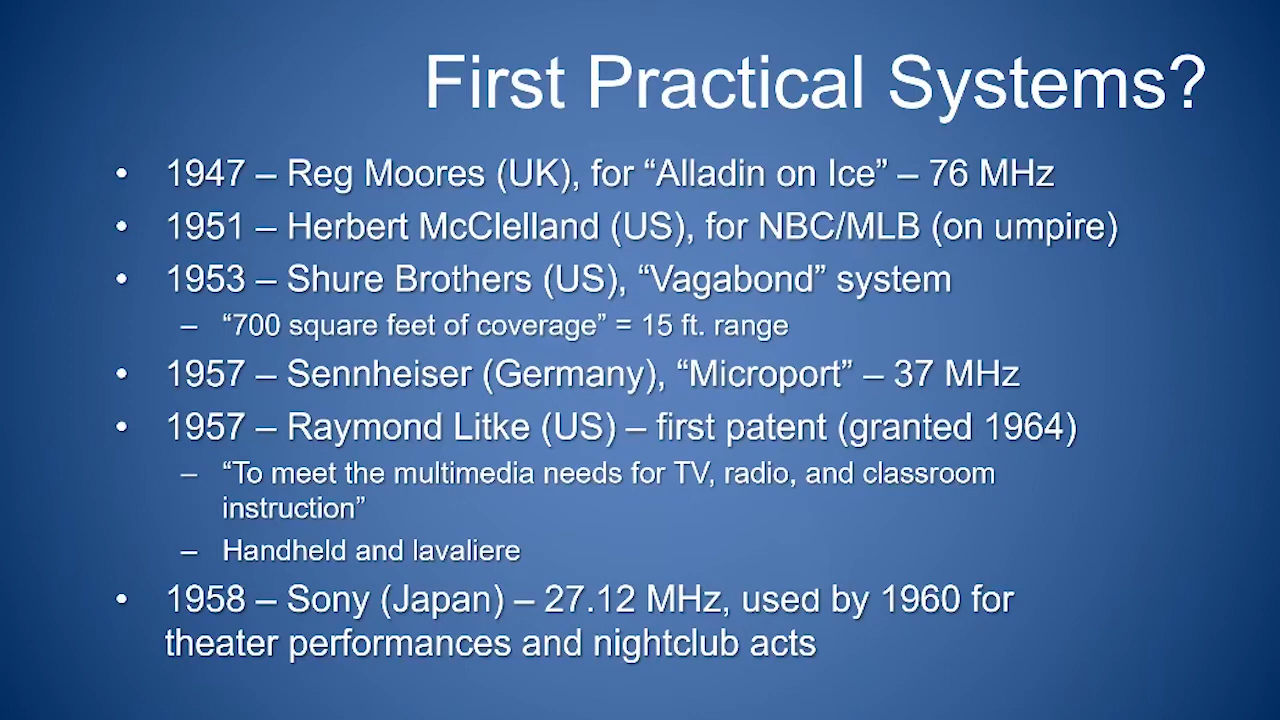 First Practical Systems?
• 1947 – Reg Moores (UK), for “Alladin on Ice” – 76 MHz
• 1951 – Herbert McClelland (US), for NBC/MLB (on umpire)
• 1953 – Shure Brothers (US), “Vagabond” system
– “700 square feet of coverage” = 15 ft. range
• 1957 – Sennheiser (Germany), “Microport” – 37 MHz
• 1957 – Raymond Litke (US) – first patent (granted 1964)
– “To meet the multimedia needs for TV, radio, and classroom
instruction”
– Handheld and lavaliere
• 1958 – Sony (Japan) – 27.12 MHz, used by 1960 for
theater performances and nightclub acts